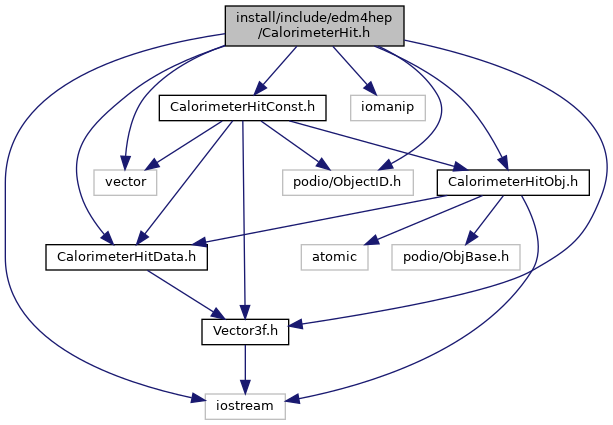 install/include/edm4hep
/CalorimeterHit.h
CalorimeterHitConst.h
iomanip
vector
podio/ObjectID.h
CalorimeterHitObj.h
CalorimeterHitData.h
atomic
podio/ObjBase.h
Vector3f.h
iostream